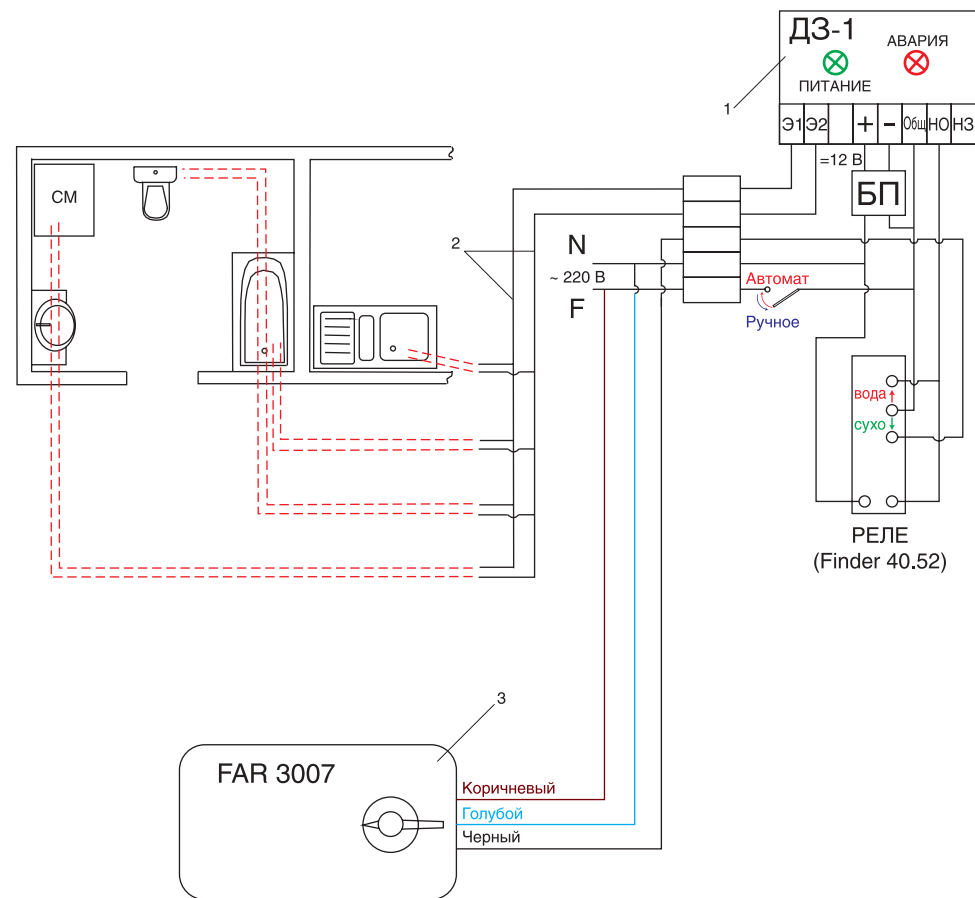 ДЗ-1
АВАРИЯ
ПИТАНИЕ
1
Э1 Э2 + − Общ НО НЗ
=12 В
БП
СМ
2
N
~ 220 В
F
Автомат
Ручное
вода
сухо
РЕЛЕ
(Finder 40.52)
3
FAR 3007
Коричневый
Голубой
Черный